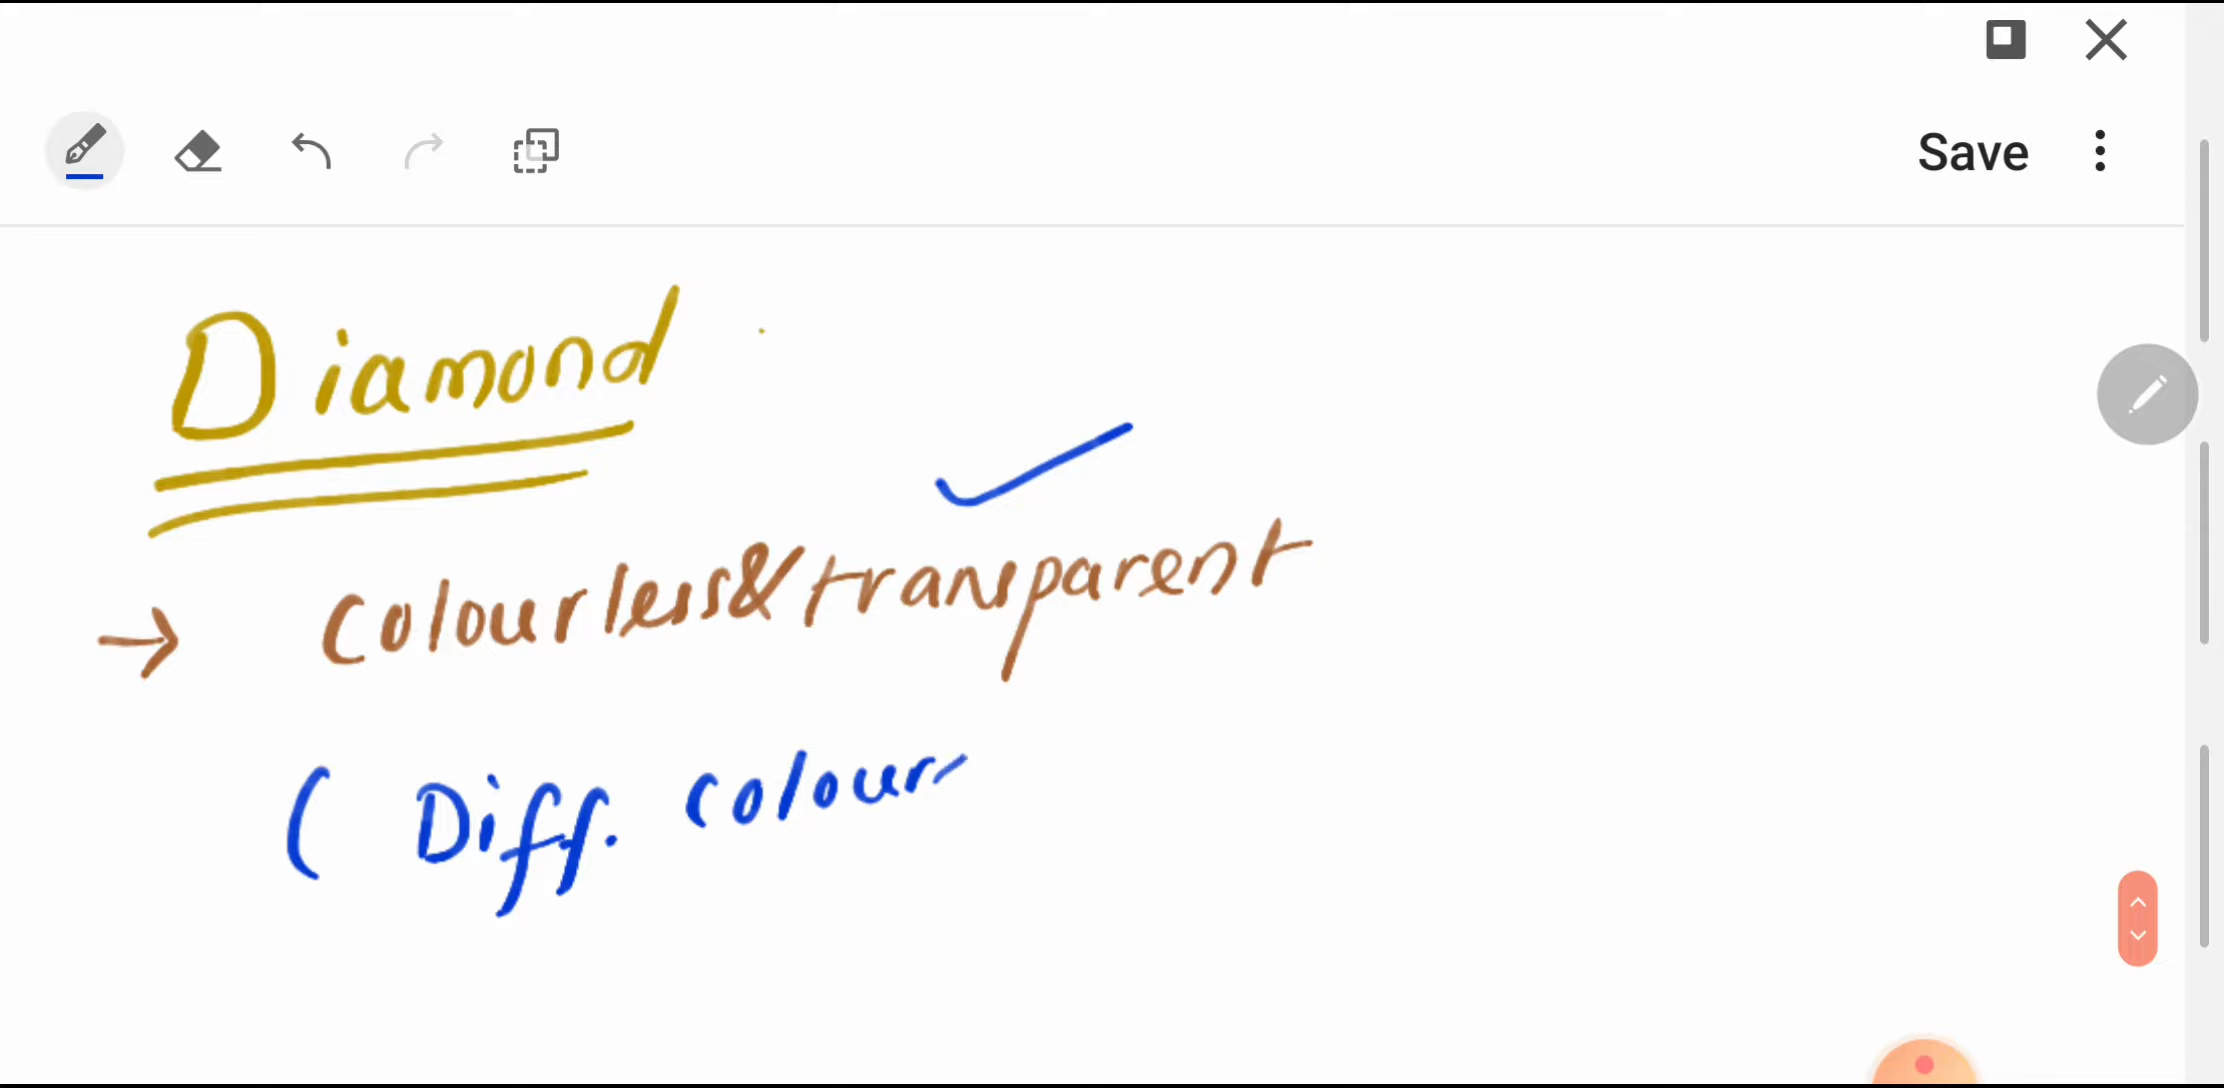 Save
Diamond
→ Colourless & transparent
( Diff. colour